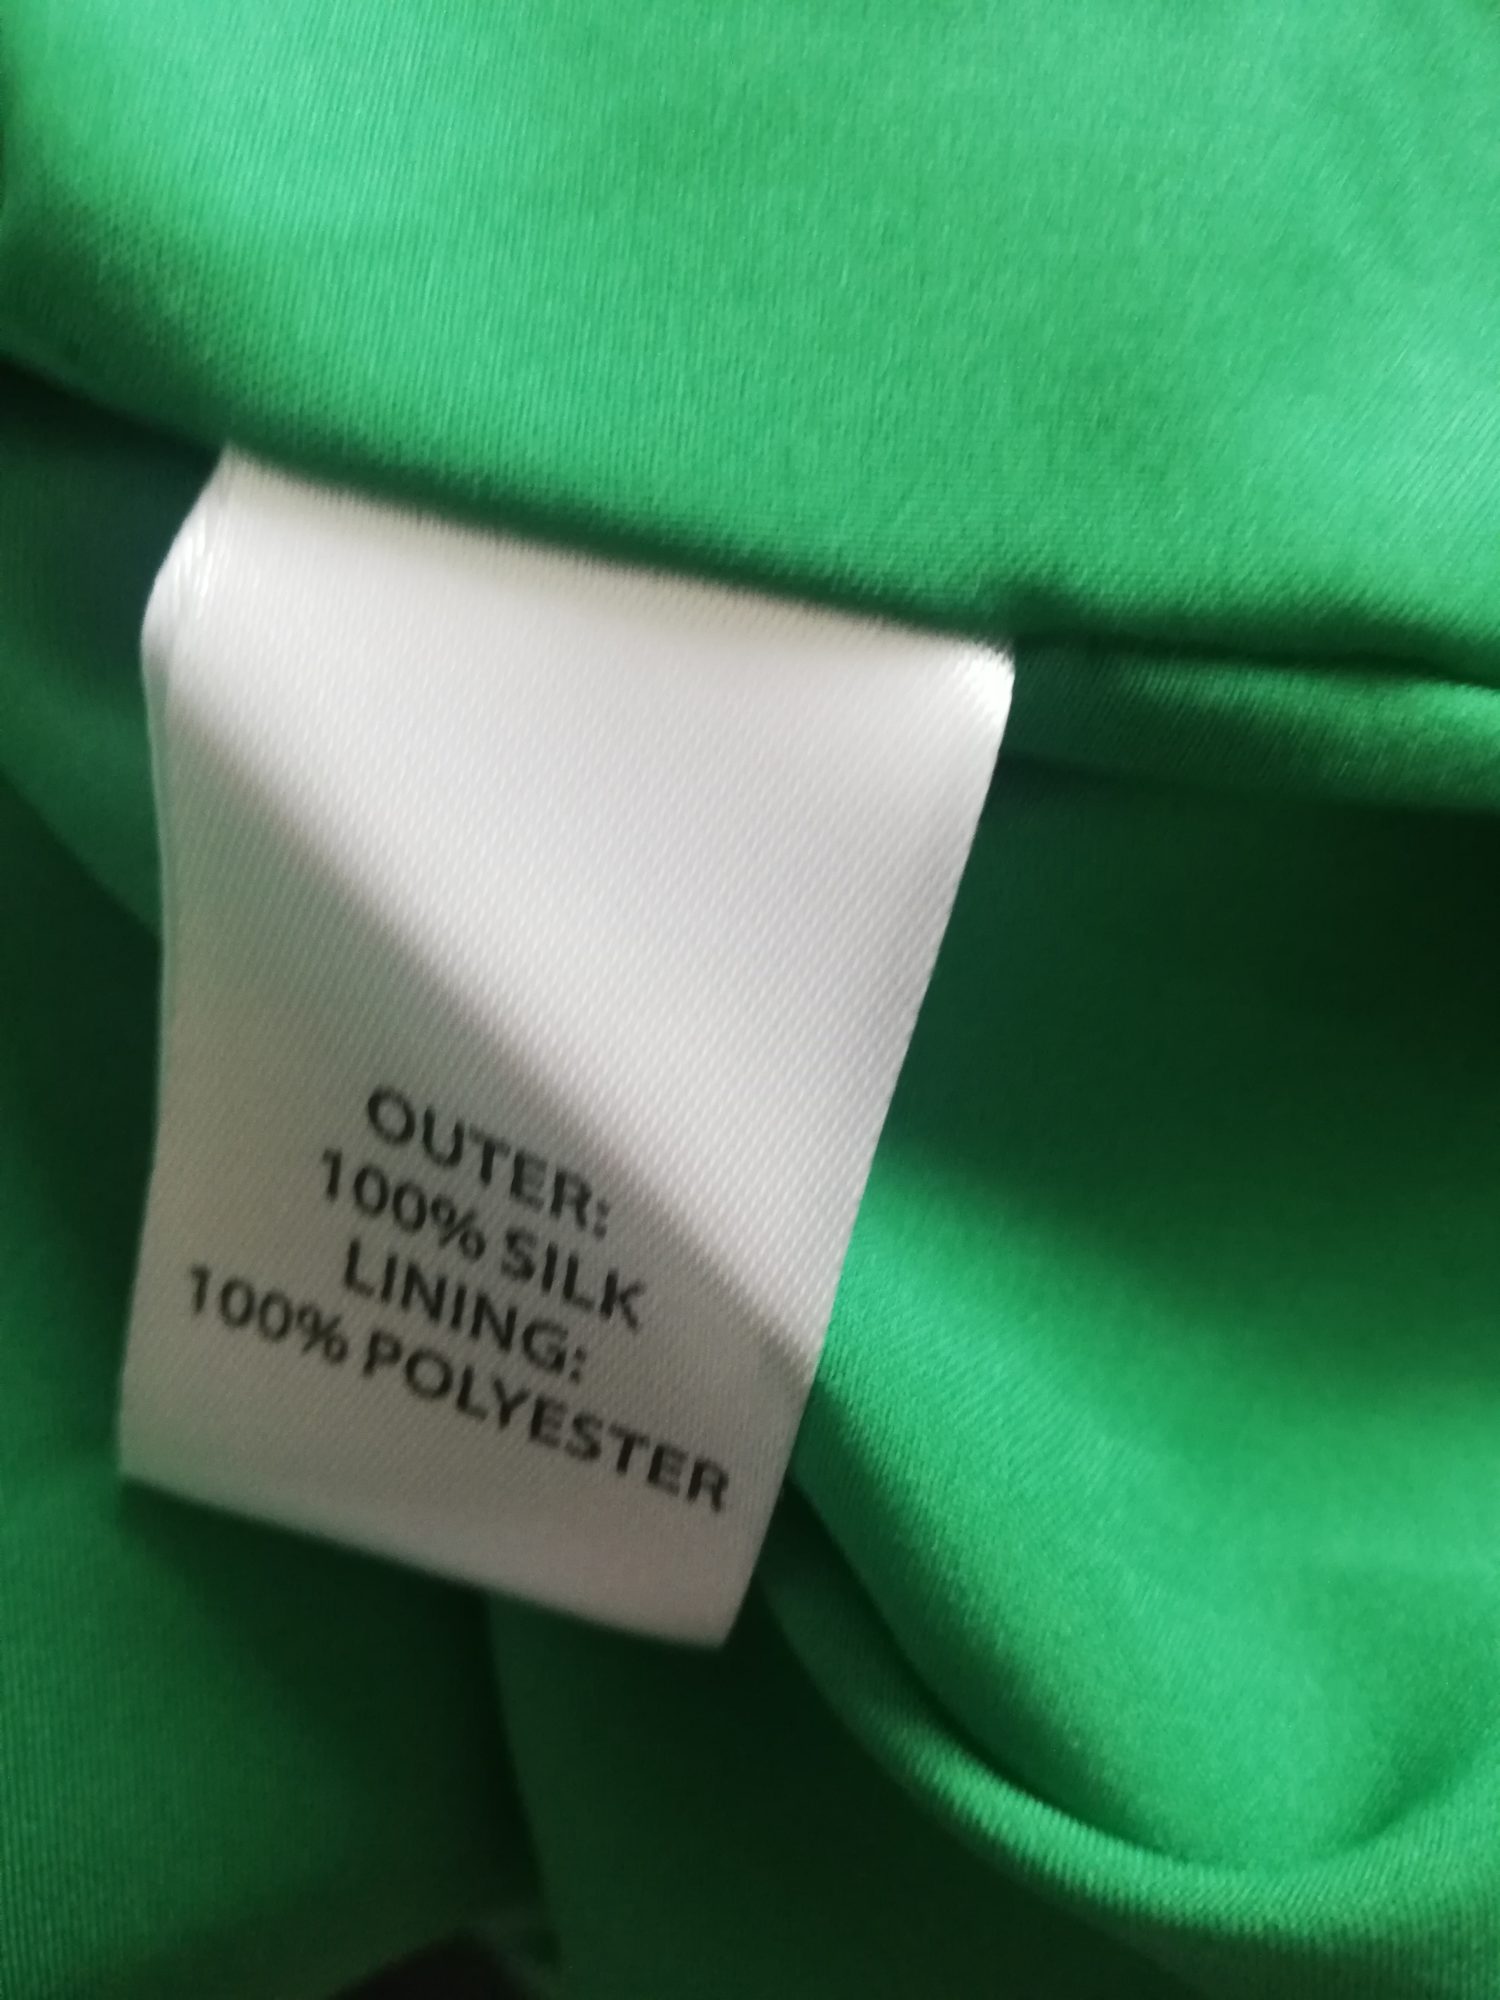 OUTER:
100% SILK
LINING:
100% POLYESTER